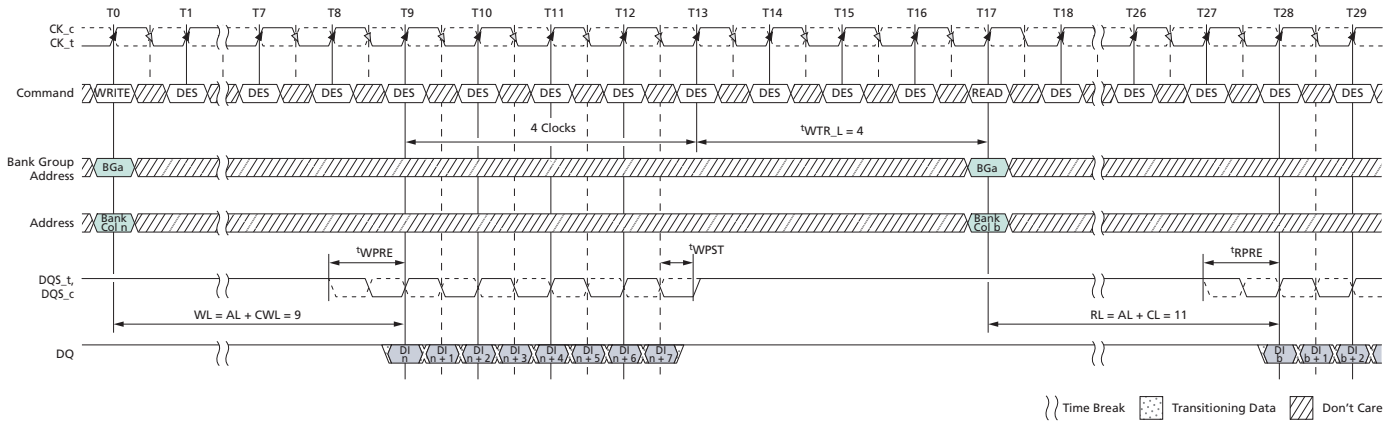 T0 T1 T7 T8 T9 T10 T11 T12 T13 T14 T15 T16 T17 T18 T26 T27 T28 T29
CK_c
CK_t
Command WRITE DES DES DES DES DES DES DES DES DES DES DES READ DES DES DES DES DES
4 Clocks tWTR_L = 4
Bank Group
Address BGa BGa
Address Bank
Col n Bank
Col b
tWPRE tWPST tRPRE
DQS_t,
DQS_c
WL = AL + CWL = 9 RL = AL + CL = 11
DQ DI
n DI
n + 1 DI
n + 2 DI
n + 3 DI
n + 4 DI
n + 5 DI
n + 6 DI
n + 7 DI
b DI
b + 1 DI
b + 2
Time Break Transitioning Data Don't Care